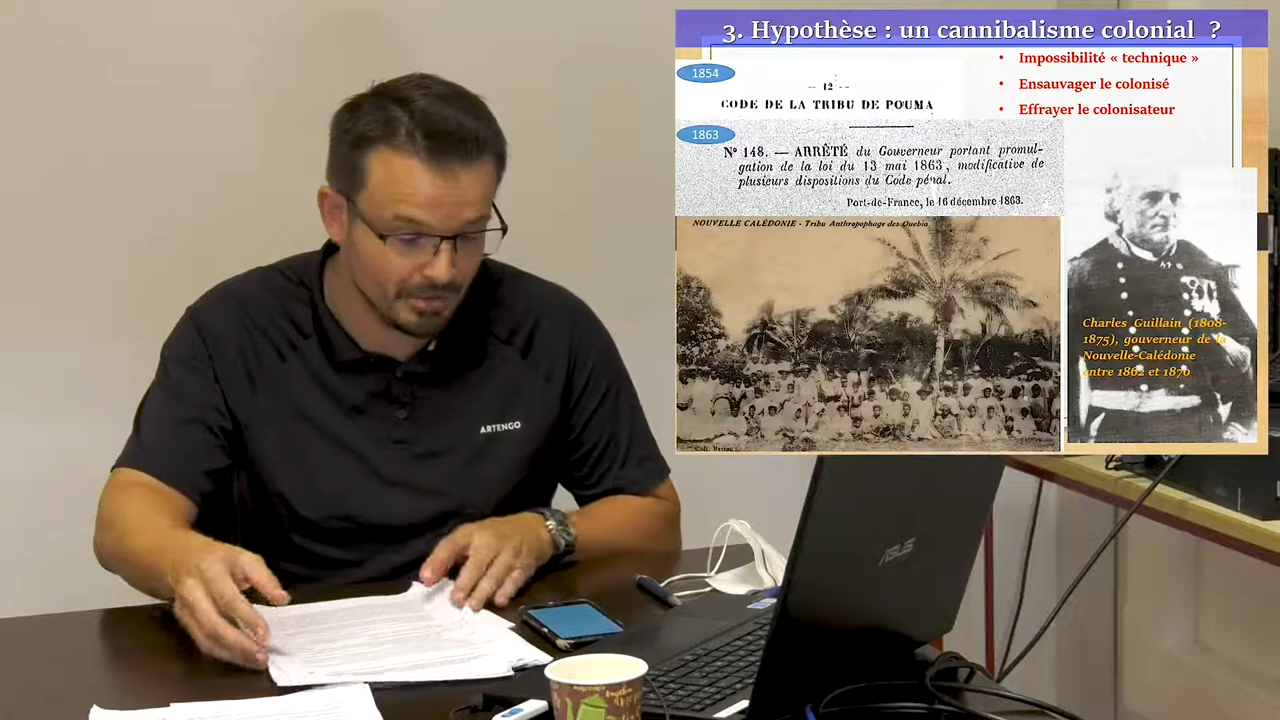 3. Hypothèse : un cannibalisme colonial ?
• Impossibilité « technique »
• Ensauvager le colonisé
• Effrayer le colonisateur
1854
-- 12 --
CODE DE LA TRIBU DE POUMA
1863
Nº 148. — ARRÊTÉ du Gouverneur portant promul-
gation de la loi du 13 mai 1863, modificative de
plusieurs dispositions du Code pénal.
Port-de-France, le 16 décembre 1863.
NOUVELLE CALÉDONIE - Tribu Anthropophage des Ouebia
Charles Guillain (1808-
1875), gouverneur de la
Nouvelle-Calédonie
entre 1862 et 1870
ARTENGO
ASUS